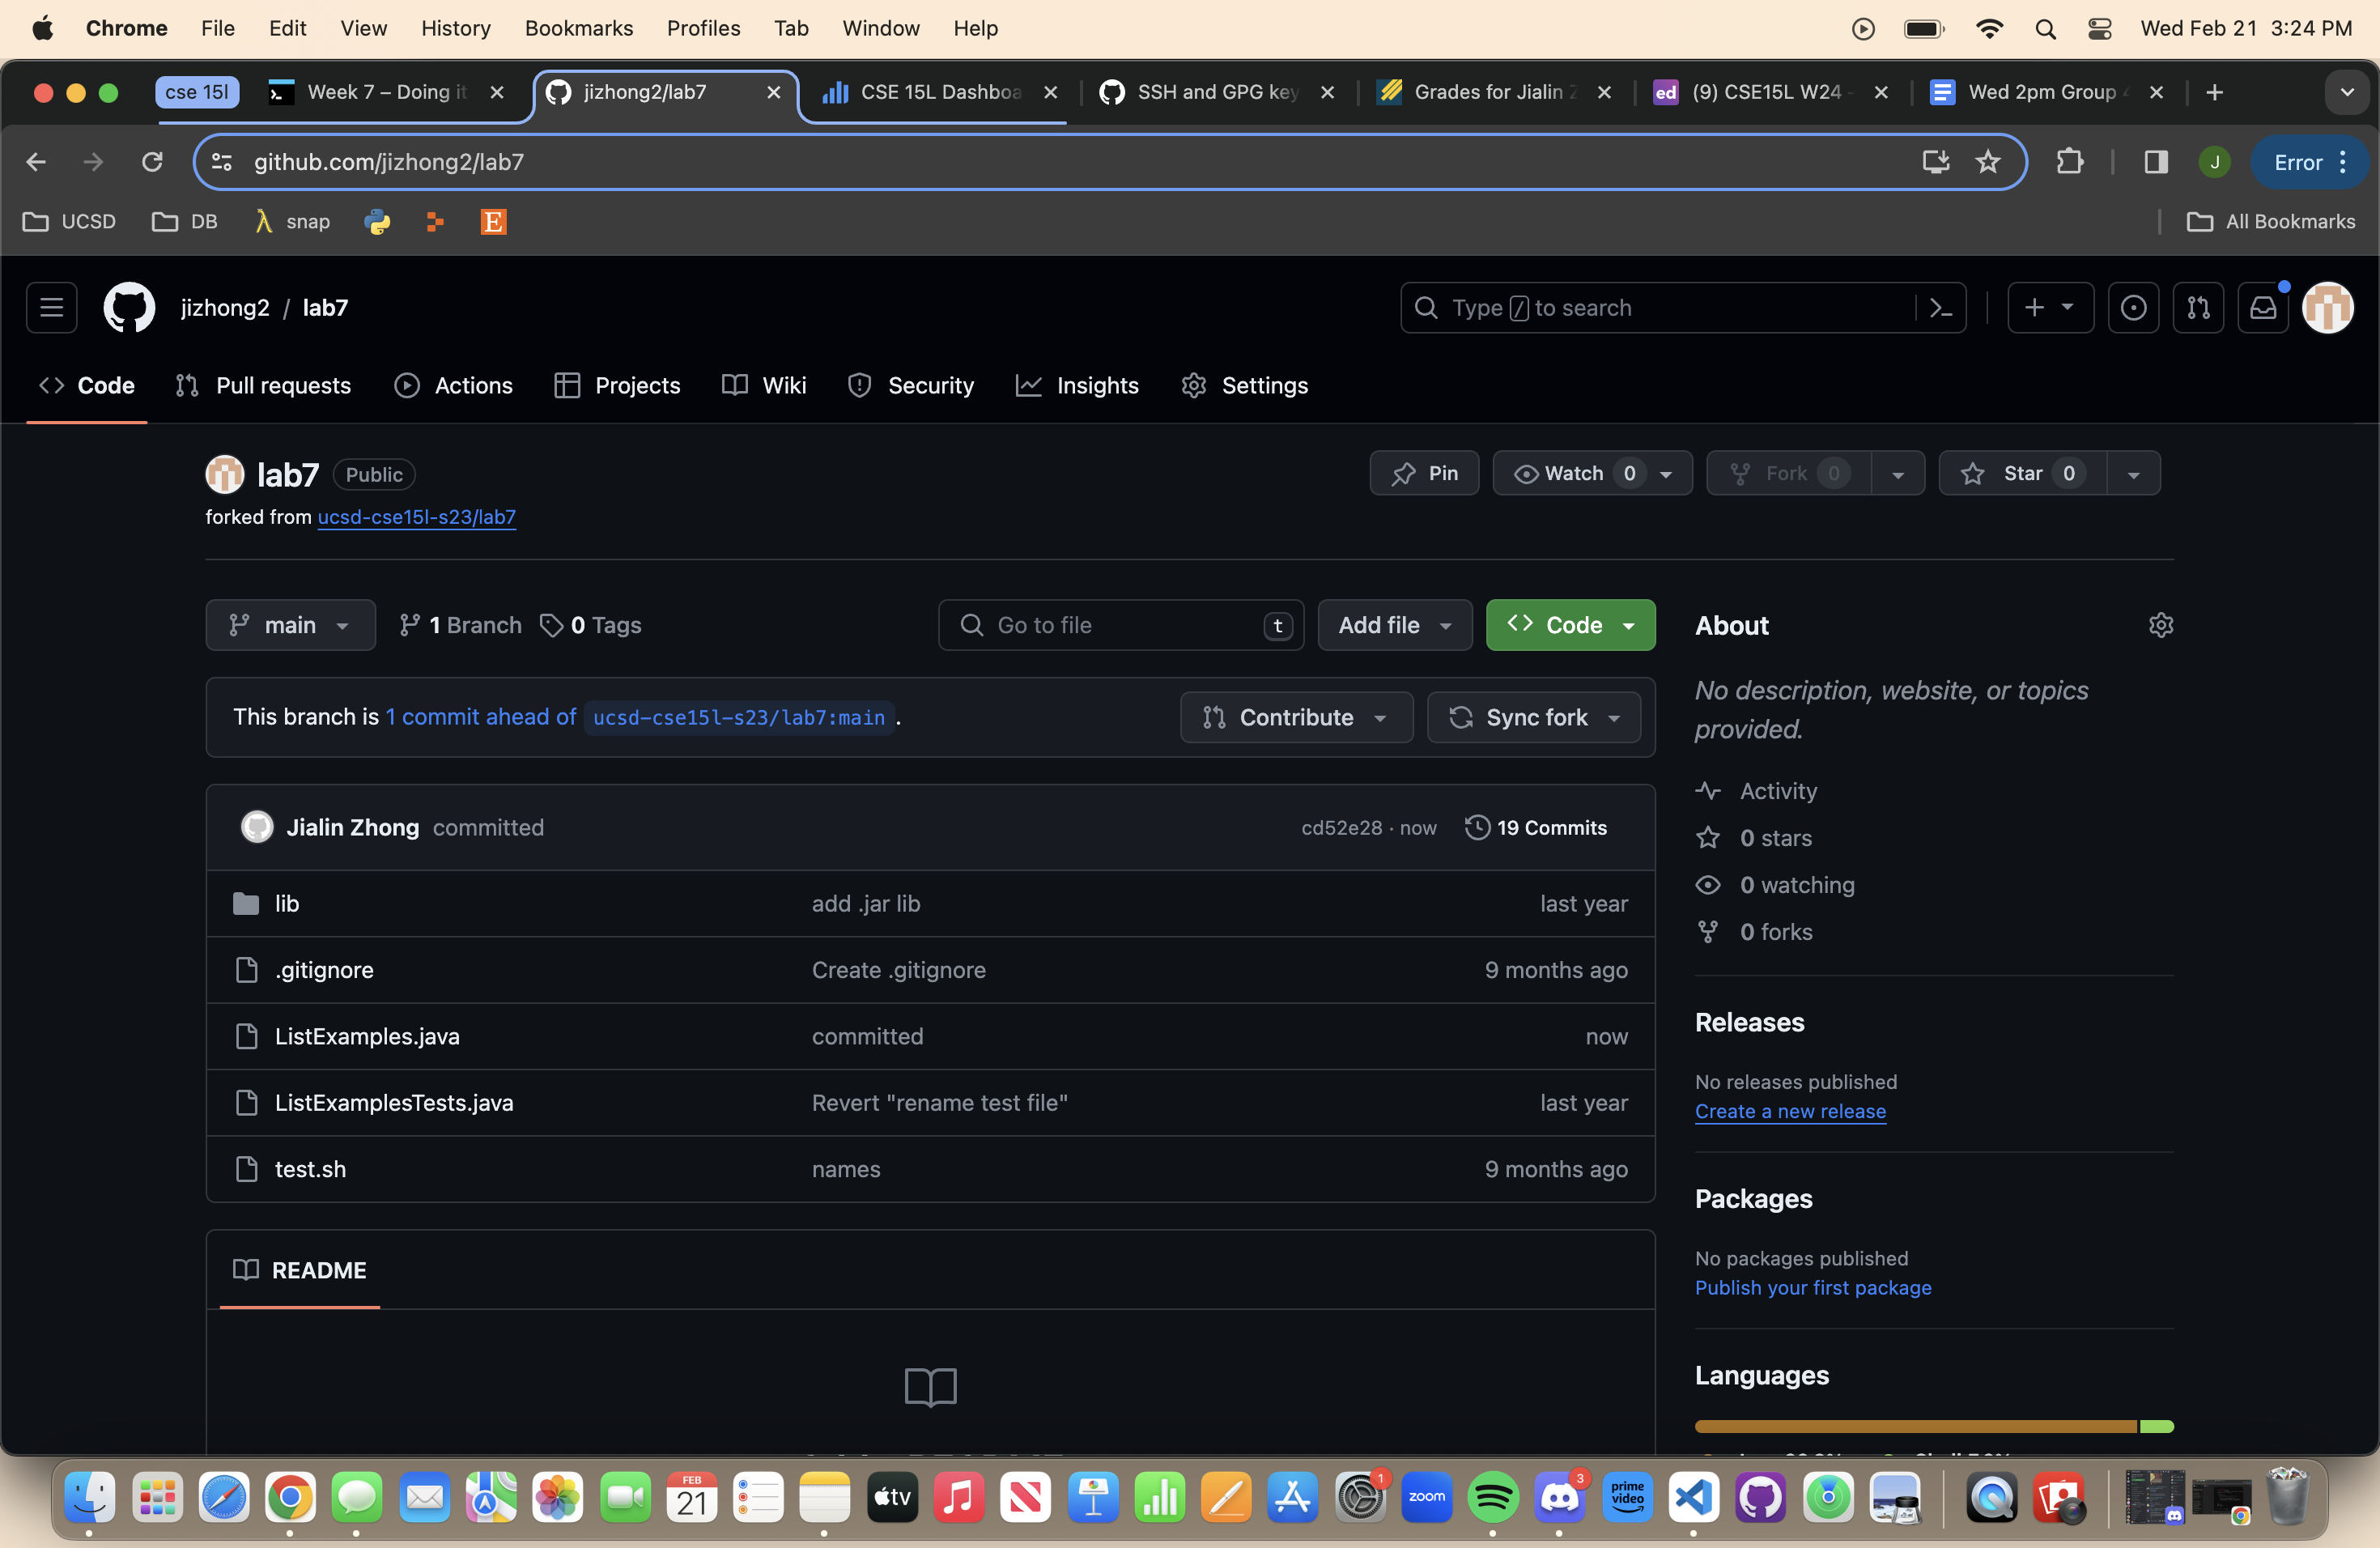 Chrome File Edit View History Bookmarks Profiles Tab Window Help Wed Feb 21 3:24 PM
cse 15l Week 7 – Doing it jizhong2/lab7 CSE 15L Dashboa SSH and GPG key Grades for Jialin Z ed (9) CSE15L W24 - Wed 2pm Group
github.com/jizhong2/lab7 J Error
UCSD DB λ snap E All Bookmarks
jizhong2 / lab7 Type / to search
Code Pull requests Actions Projects Wiki Security Insights Settings
lab7 Public Pin Watch 0 Fork 0 Star 0
forked from ucsd-cse15l-s23/lab7
main 1 Branch 0 Tags Go to file t Add file Code About
No description, website, or topics
provided.
This branch is 1 commit ahead of ucsd-cse15l-s23/lab7:main . Contribute Sync fork
Activity
Jialin Zhong committed cd52e28 · now 19 Commits
0 stars
0 watching
0 forks
lib add .jar lib last year
.gitignore Create .gitignore 9 months ago
ListExamples.java committed now
ListExamplesTests.java Revert "rename test file" last year
test.sh names 9 months ago
Releases
No releases published
Create a new release
Packages
No packages published
Publish your first package
README
Languages
FEB
21
tv
1
zoom
3
prime
video